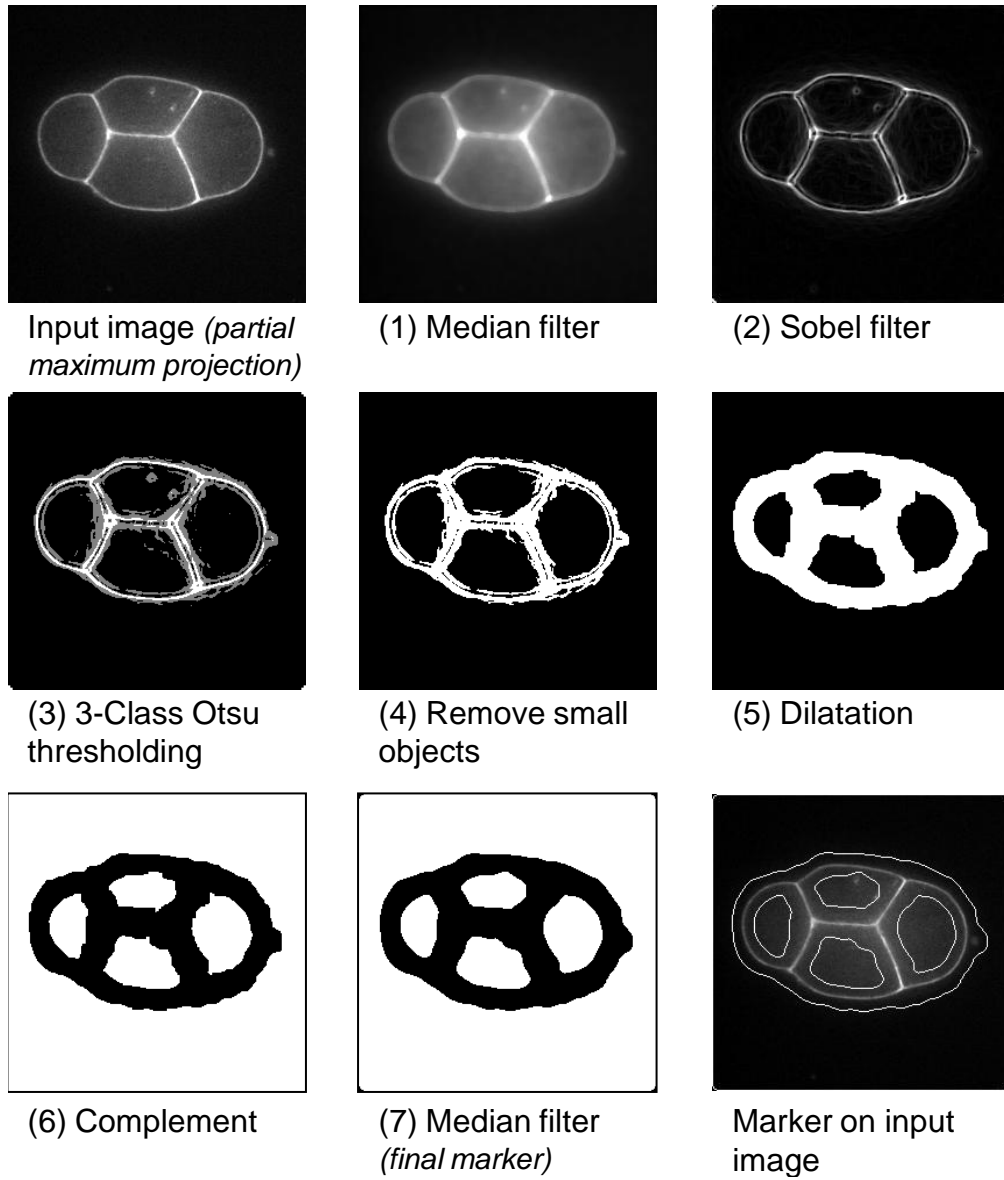 Input image (partial
maximum projection)
(1) Median filter
(2) Sobel filter
(3) 3-Class Otsu
thresholding
(4) Remove small
objects
(5) Dilatation
(6) Complement
(7) Median filter
(final marker)
Marker on input
image